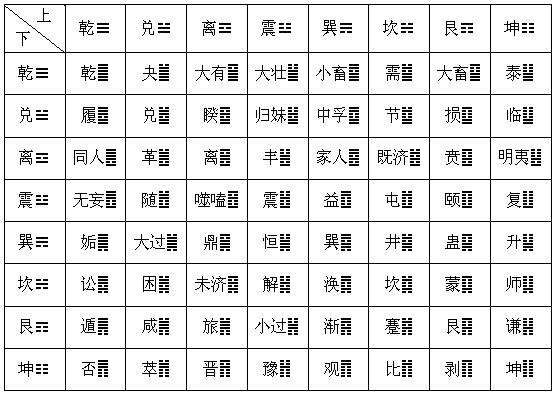 上
下
乾☰ 兑☱ 离☲ 震☳ 巽☴ 坎☵ 艮☶ 坤☷
乾☰ 乾䷀ 夬䷪ 大有䷍ 大壮䷡ 小畜䷈ 需䷄ 大畜䷙ 泰䷊
兑☱ 履䷉ 兑䷹ 睽䷥ 归妹䷵ 中孚䷼ 节䷻ 损䷨ 临䷒
离☲ 同人䷌ 革䷰ 离䷝ 丰䷶ 家人䷤ 既济䷾ 贲䷕ 明夷䷣
震☳ 无妄䷘ 随䷐ 噬嗑䷔ 震䷲ 益䷩ 屯䷂ 颐䷚ 复䷗
巽☴ 姤䷫ 大过䷛ 鼎䷱ 恒䷟ 巽䷸ 井䷯ 蛊䷑ 升䷭
坎☵ 讼䷅ 困䷮ 未济䷿ 解䷧ 涣䷺ 坎䷜ 蒙䷃ 师䷆
艮☶ 遁䷠ 咸䷞ 旅䷷ 小过䷽ 渐䷴ 蹇䷦ 艮䷳ 谦䷎
坤☷ 否䷋ 萃䷬ 晋䷢ 豫䷏ 观䷓ 比䷇ 剥䷖ 坤䷁